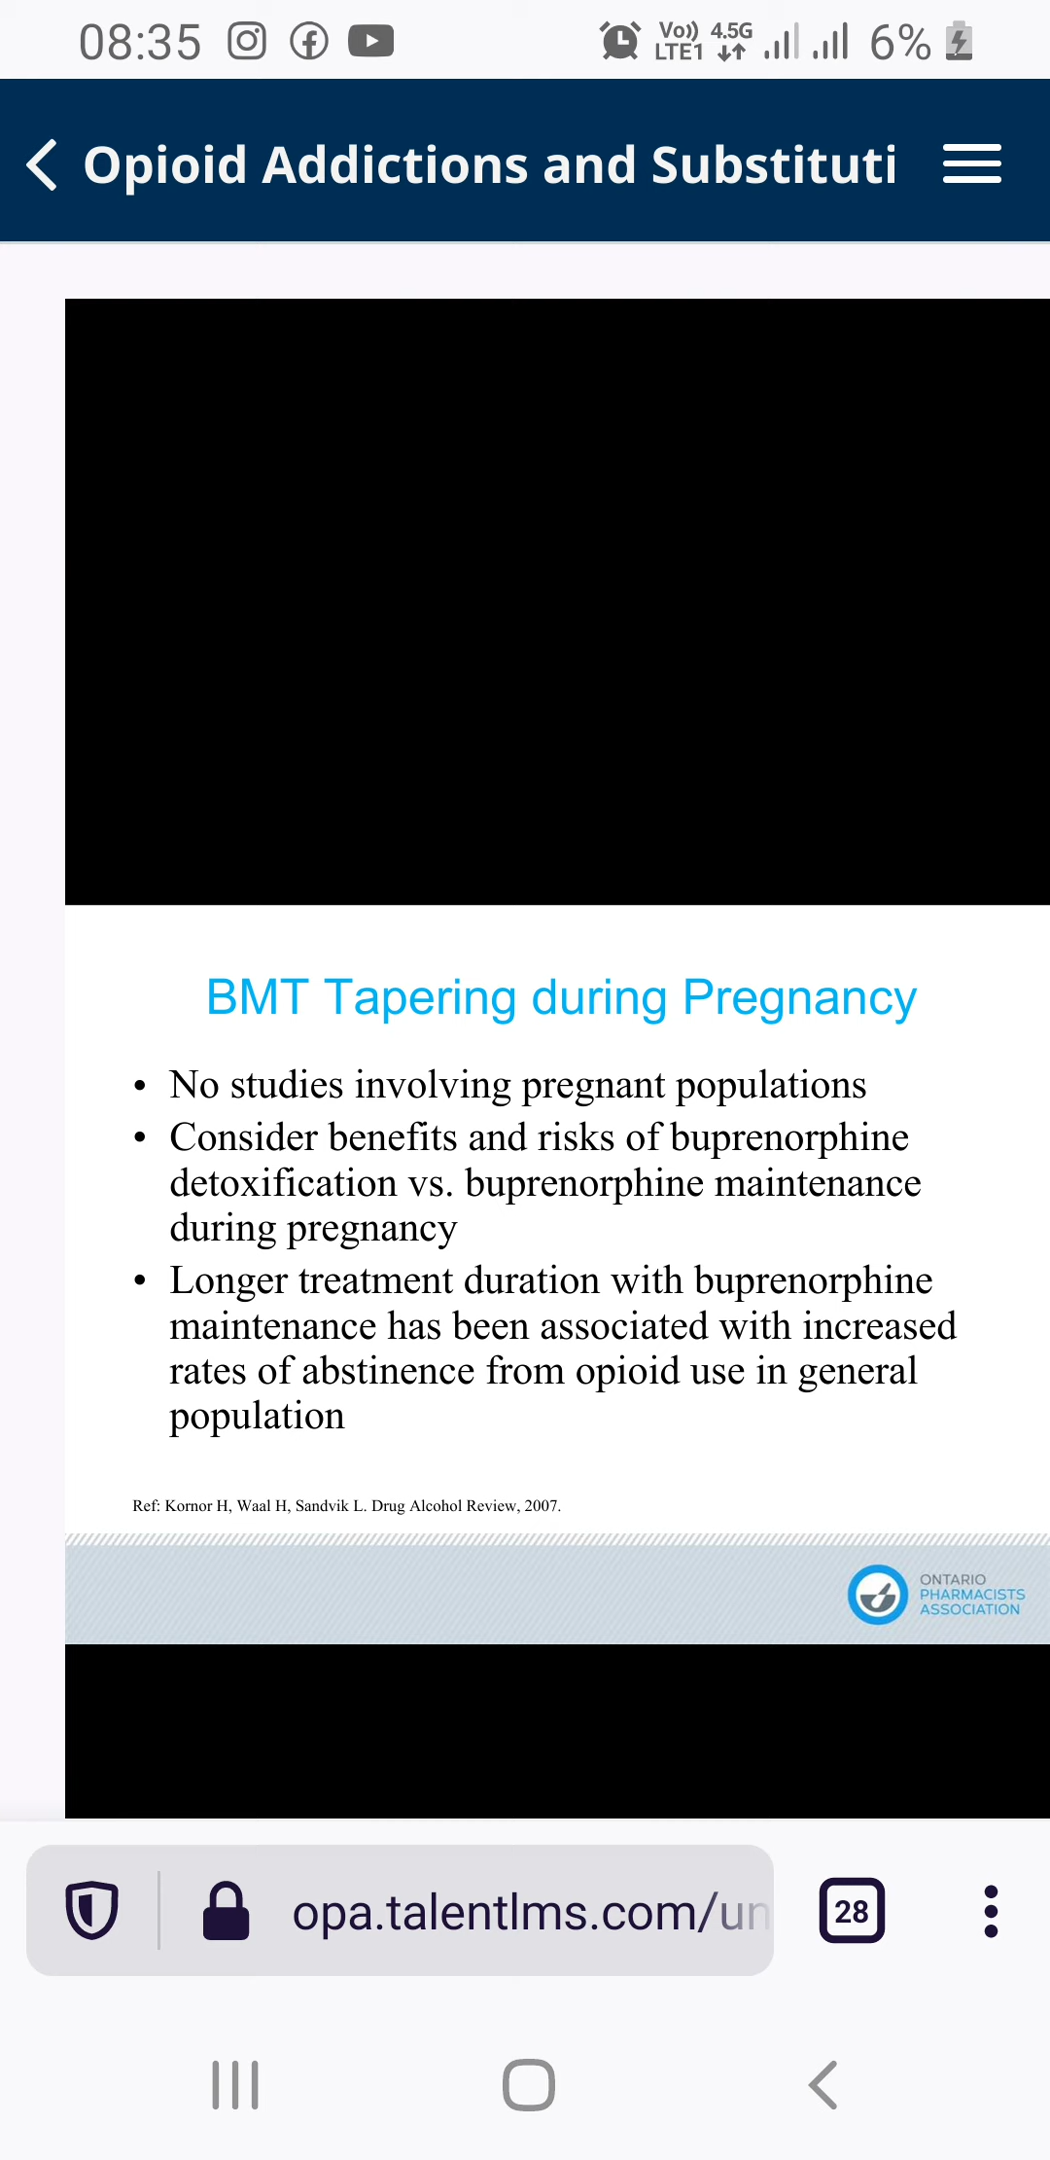 08:35 Vo)) LTE1 4.5G 6%
Opioid Addictions and Substituti
BMT Tapering during Pregnancy
• No studies involving pregnant populations
• Consider benefits and risks of buprenorphine
detoxification vs. buprenorphine maintenance
during pregnancy
• Longer treatment duration with buprenorphine
maintenance has been associated with increased
rates of abstinence from opioid use in general
population
Ref: Kornor H, Waal H, Sandvik L. Drug Alcohol Review, 2007.
ONTARIO
PHARMACISTS
ASSOCIATION
opa.talentlms.com/un 28